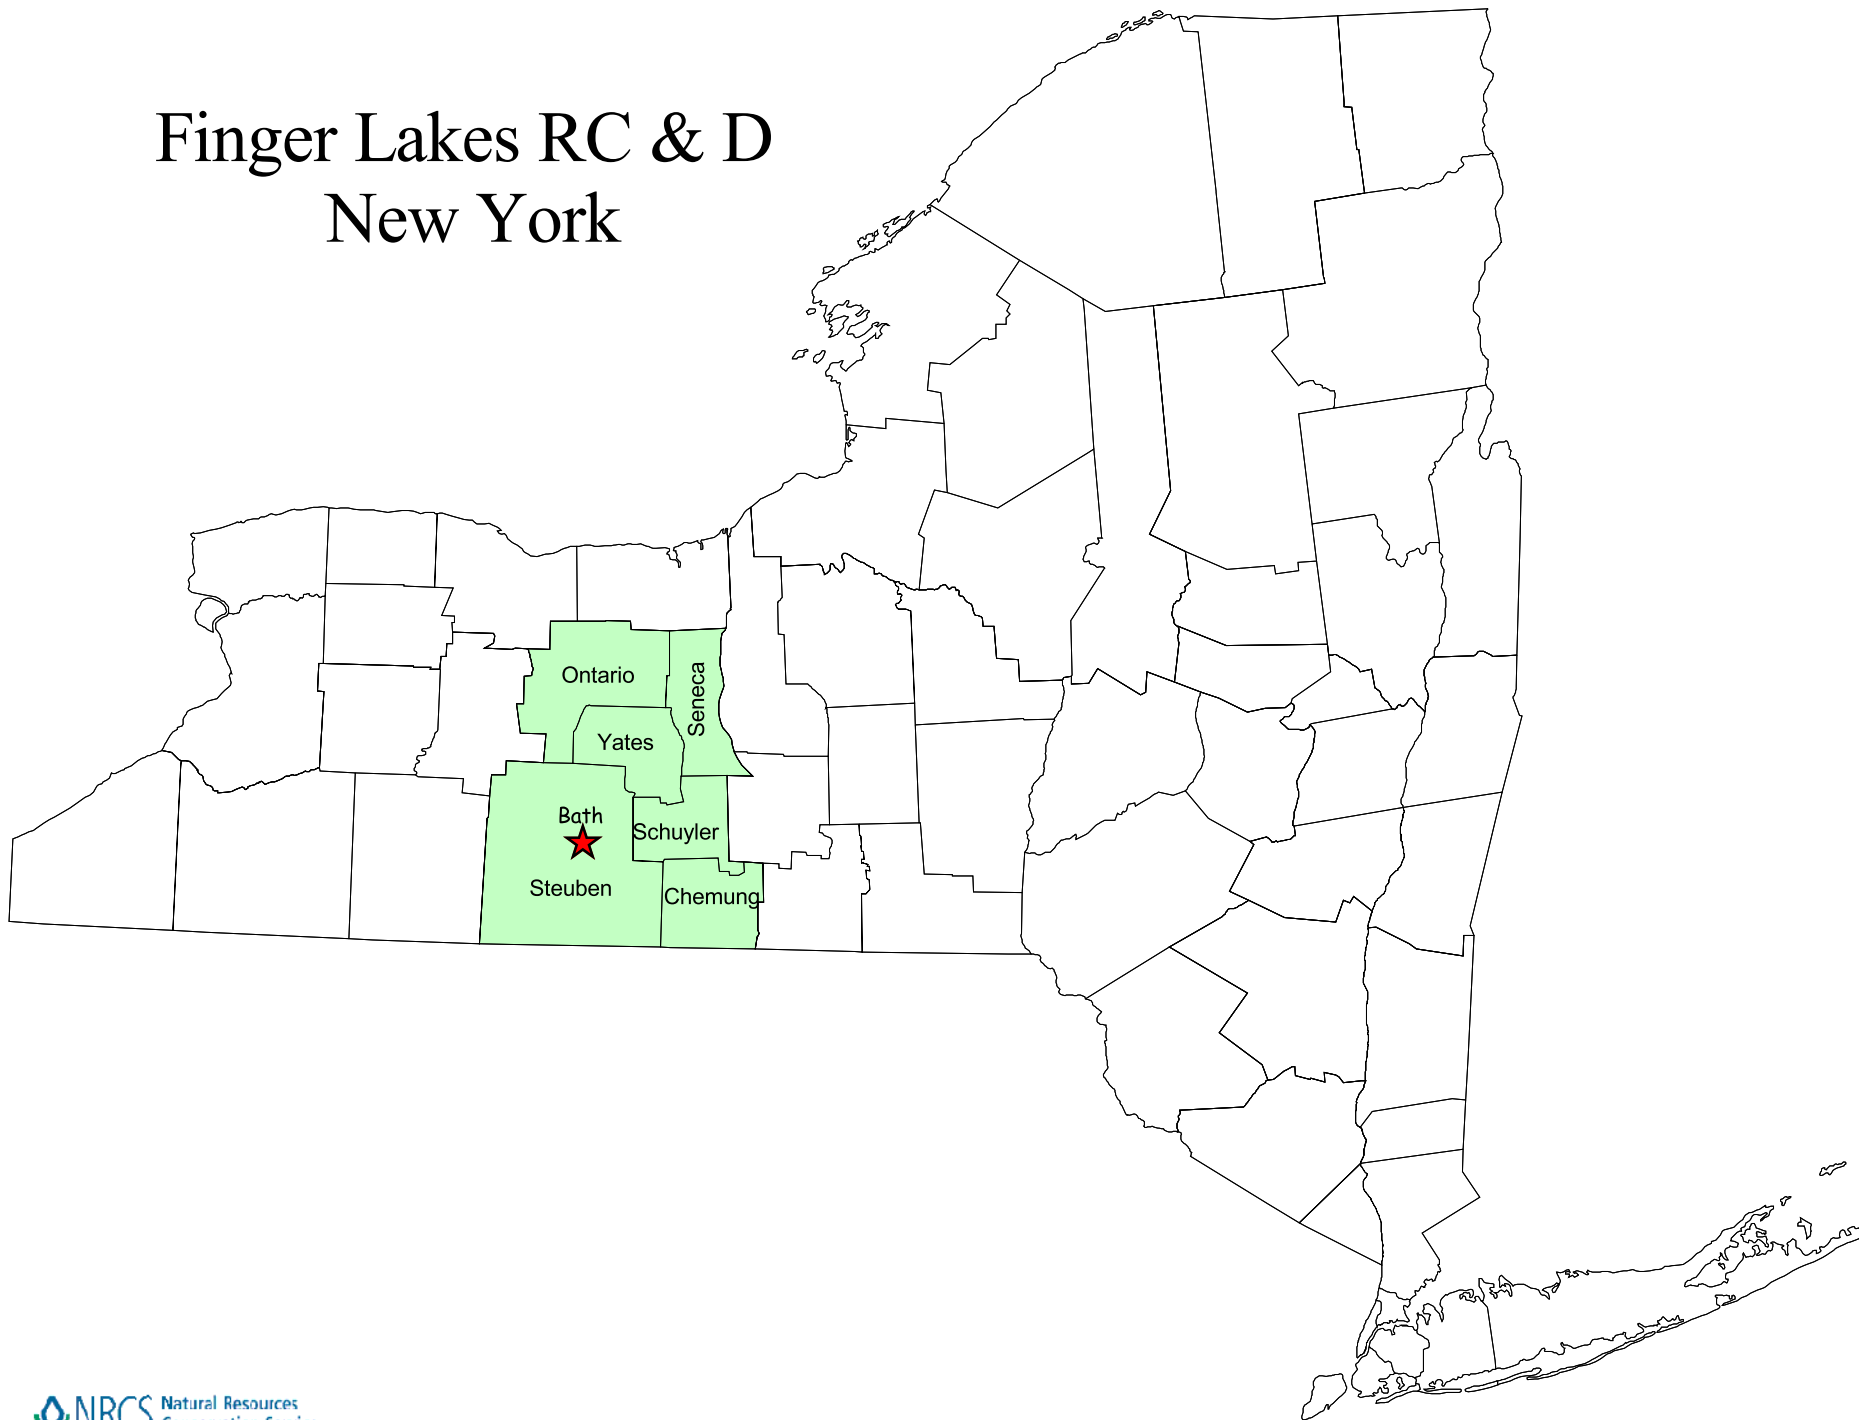 Finger Lakes RC & D
New York
Ontario
Seneca
Yates
Bath
Schuyler
Steuben
Chemung
NRCS Natural Resources